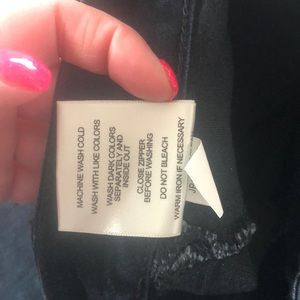 MACHINE WASH COLD
WASH WITH LIKE COLORS
WASH DARK COLORS
SEPARATELY AND
INSIDE OUT
CLOSE ZIPPER
BEFORE WASHING
DO NOT BLEACH
WARM IRON IF NECESSARY